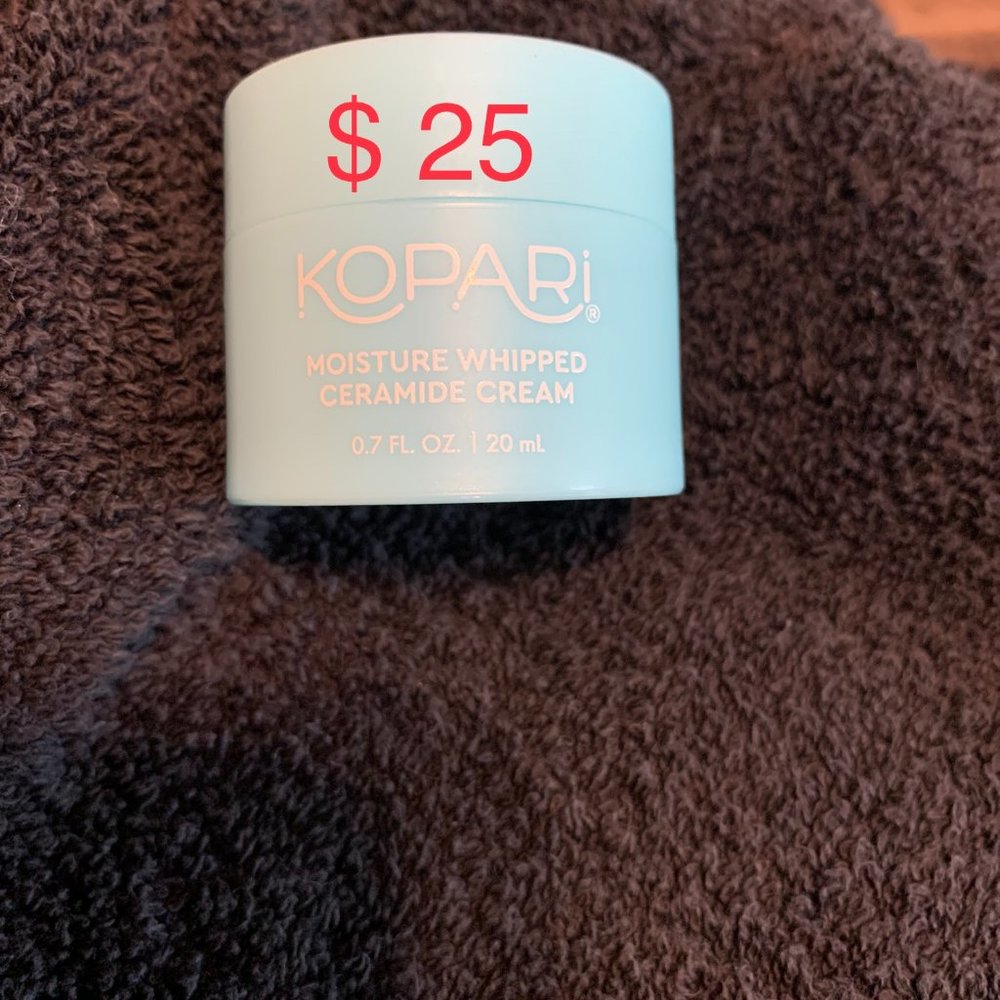 $ 25
KOPARi®
MOISTURE WHIPPED
CERAMIDE CREAM
0.7 FL. OZ. | 20 mL